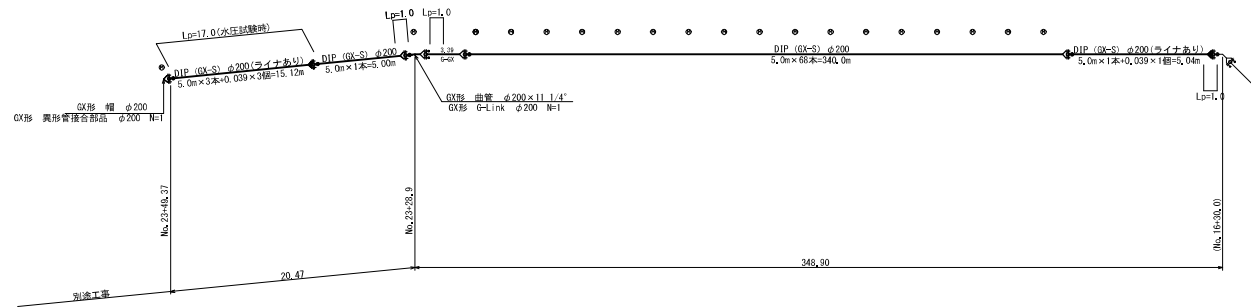 Lp=17.0(水圧試験時)
Lp=1.0
Lp=1.0
DIP (GX-S) φ200(ライナあり)
5.0m×3本+0.039×3個=15.12m
DIP (GX-S) φ200
5.0m×1本=5.00m
3.39
G-GX
DIP (GX-S) φ200
5.0m×68本=340.0m
DIP (GX-S) φ200(ライナあり)
5.0m×1本+0.039×1個=5.04m
Lp=1.0
GX形 帽 φ200
GX形 異形管接合部品 φ200 N=1
GX形 曲管 φ200×11 1/4°
GX形 G-Link φ200 N=1
No.23+49.37
No.23+28.9
(No.16+30.0)
20.47
348.90
別途工事